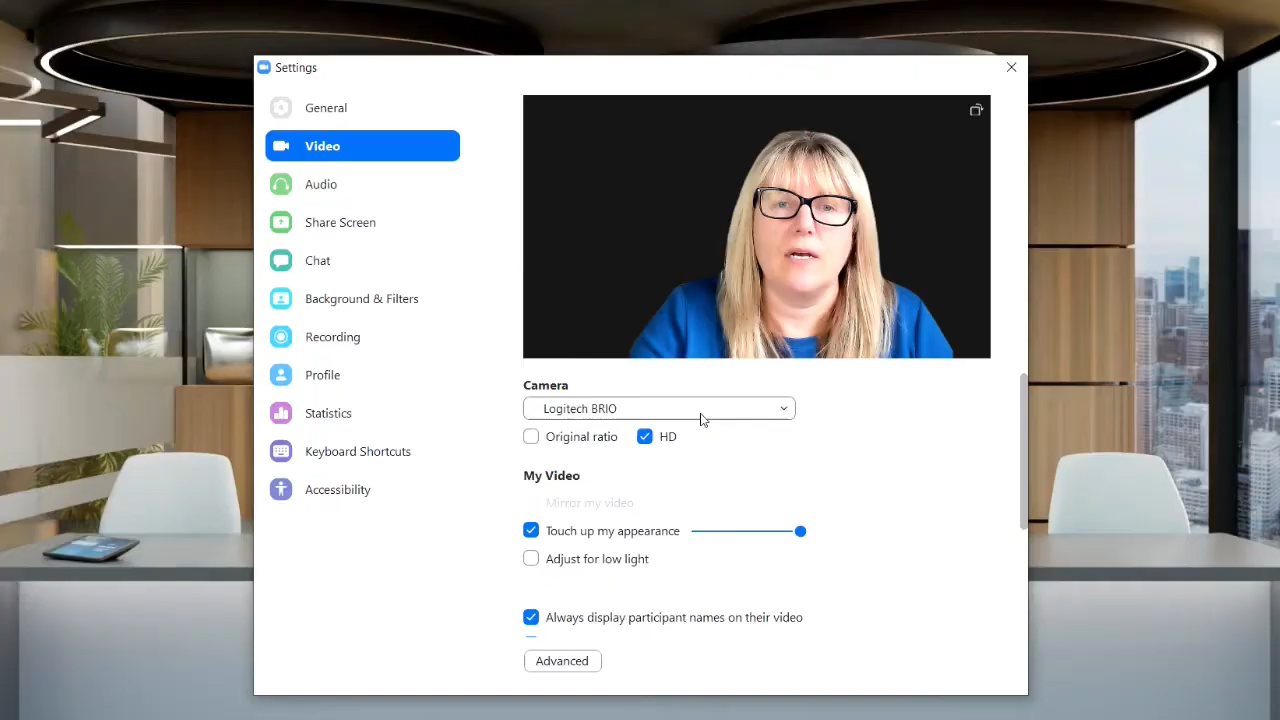 Settings
General
Video
Audio
Share Screen
Chat
Background & Filters
Recording
Profile
Statistics
Keyboard Shortcuts
Accessibility
Camera
Logitech BRIO
Original ratio
HD
My Video
Mirror my video
Touch up my appearance
Adjust for low light
Always display participant names on their video
Advanced